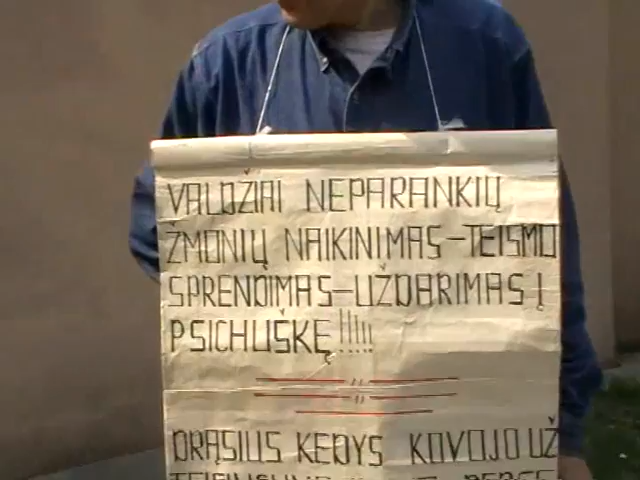 VALDŽIAI NEPARANKIŲ
ŽMONIŲ NAIKINIMAS-TEISMO
SPRENDIMAS-UŽDARIMAS Į
PSICHUŠKĘ!!!!!
DRĄSIUS KEDYS KOVOJO UŽ